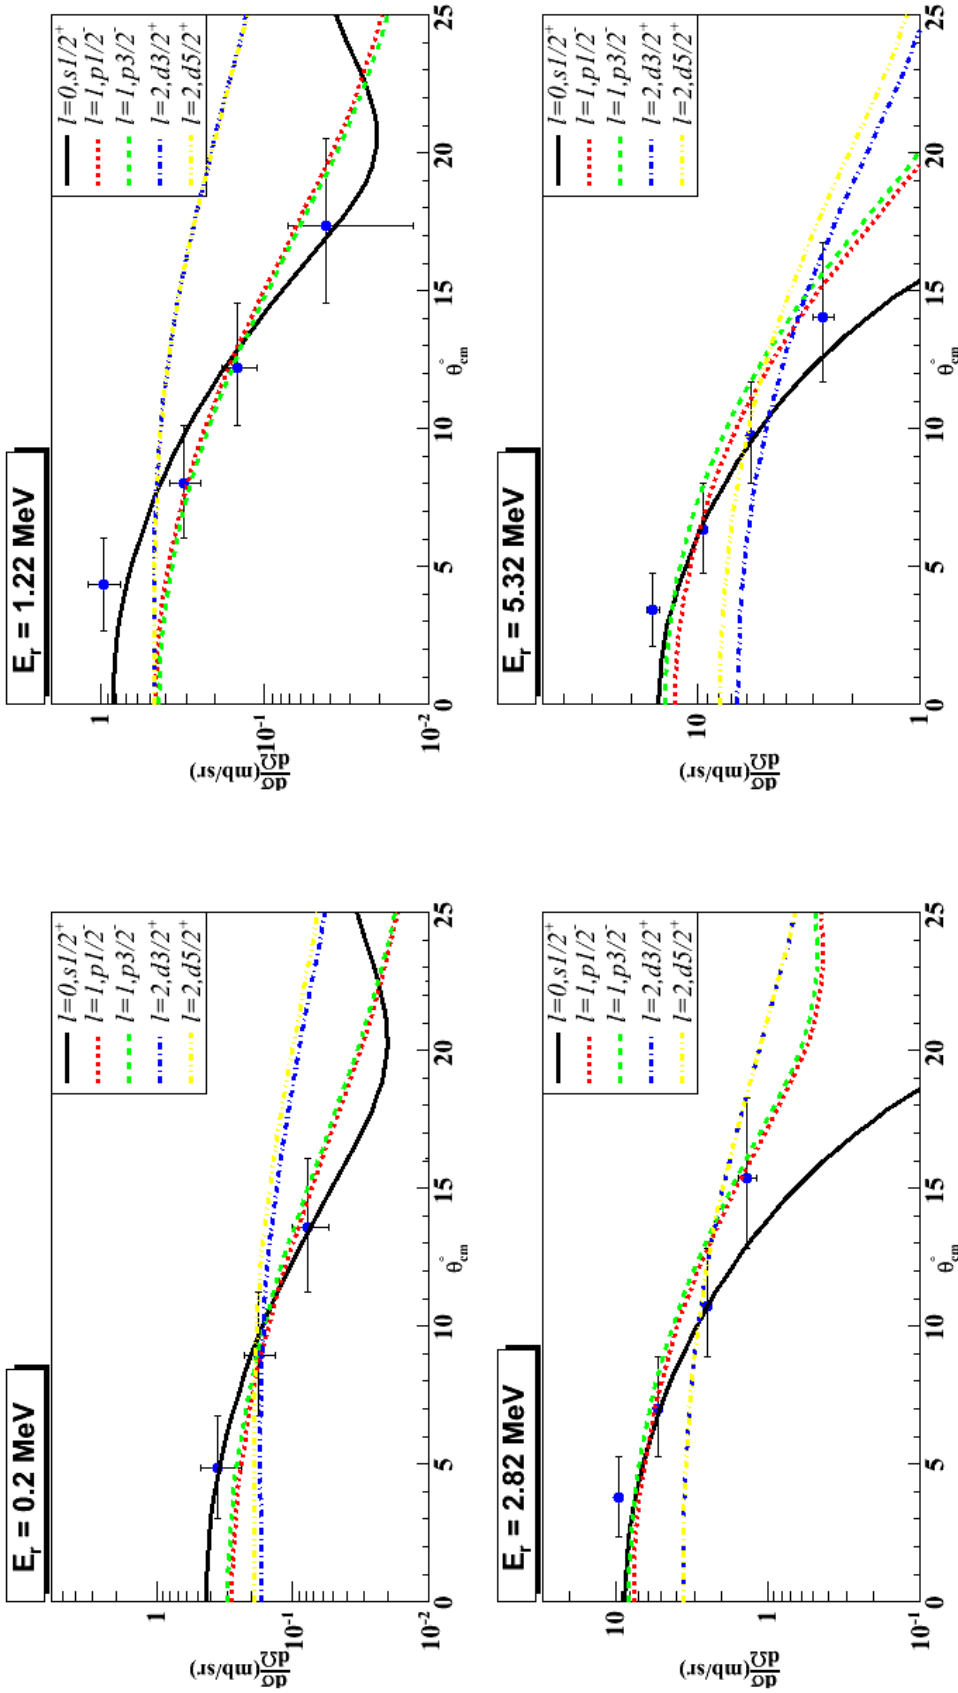 E_r = 0.2 MeV
dσ/dΩ (mb/sr)
1
10^-1
10^-2
0
5
10
15
20
25
θ°_cm
l=0,s1/2^+
l=1,p1/2^-
l=1,p3/2^-
l=2,d3/2^+
l=2,d5/2^+
E_r = 1.22 MeV
dσ/dΩ (mb/sr)
1
10^-1
10^-2
0
5
10
15
20
25
θ°_cm
l=0,s1/2^+
l=1,p1/2^-
l=1,p3/2^-
l=2,d3/2^+
l=2,d5/2^+
E_r = 2.82 MeV
dσ/dΩ (mb/sr)
10
1
10^-1
0
5
10
15
20
25
θ°_cm
l=0,s1/2^+
l=1,p1/2^-
l=1,p3/2^-
l=2,d3/2^+
l=2,d5/2^+
E_r = 5.32 MeV
dσ/dΩ (mb/sr)
10
1
0
5
10
15
20
25
θ°_cm
l=0,s1/2^+
l=1,p1/2^-
l=1,p3/2^-
l=2,d3/2^+
l=2,d5/2^+